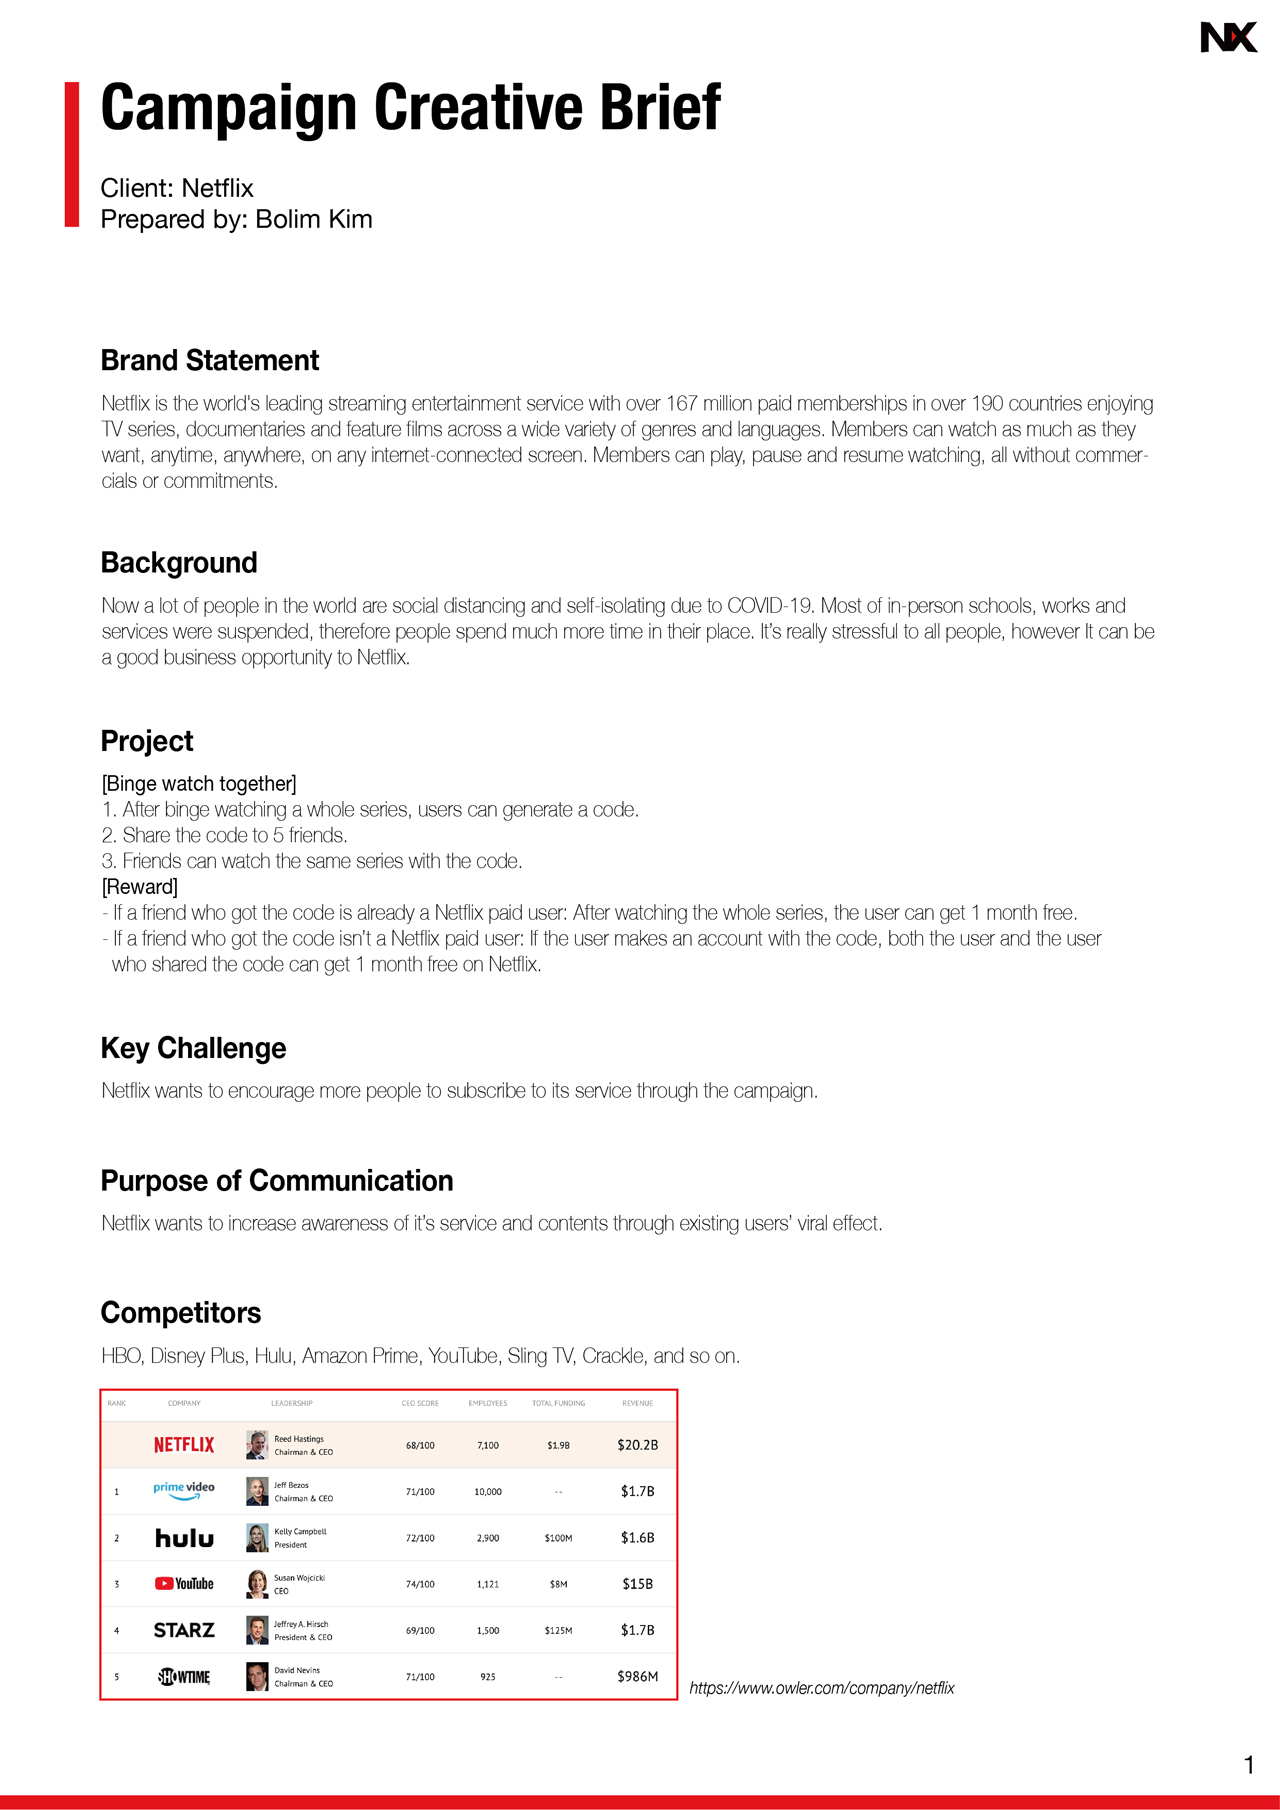 NX
Campaign Creative Brief
Client: Netflix
Prepared by: Bolim Kim
Brand Statement
Netflix is the world's leading streaming entertainment service with over 167 million paid memberships in over 190 countries enjoying
TV series, documentaries and feature films across a wide variety of genres and languages. Members can watch as much as they
want, anytime, anywhere, on any internet-connected screen. Members can play, pause and resume watching, all without commer-
cials or commitments.
Background
Now a lot of people in the world are social distancing and self-isolating due to COVID-19. Most of in-person schools, works and
services were suspended, therefore people spend much more time in their place. It’s really stressful to all people, however It can be
a good business opportunity to Netflix.
Project
[Binge watch together]
1. After binge watching a whole series, users can generate a code.
2. Share the code to 5 friends.
3. Friends can watch the same series with the code.
[Reward]
- If a friend who got the code is already a Netflix paid user: After watching the whole series, the user can get 1 month free.
- If a friend who got the code isn’t a Netflix paid user: If the user makes an account with the code, both the user and the user
who shared the code can get 1 month free on Netflix.
Key Challenge
Netflix wants to encourage more people to subscribe to its service through the campaign.
Purpose of Communication
Netflix wants to increase awareness of it’s service and contents through existing users’ viral effect.
Competitors
HBO, Disney Plus, Hulu, Amazon Prime, YouTube, Sling TV, Crackle, and so on.
RANK COMPANY LEADERSHIP CEO SCORE EMPLOYEES TOTAL FUNDING REVENUE
NETFLIX Reed Hastings Chairman & CEO 68/100 7,100 $1.9B $20.2B
1 prime video Jeff Bezos Chairman & CEO 71/100 10,000 -- $1.7B
2 hulu Kelly Campbell President 72/100 2,900 $100M $1.6B
3 YouTube Susan Wojcicki CEO 74/100 1,121 $8M $15B
4 STARZ Jeffrey A. Hirsch President & CEO 69/100 1,500 $125M $1.7B
5 SHOWTIME David Nevins Chairman & CEO 71/100 925 -- $986M
https://www.owler.com/company/netflix
1